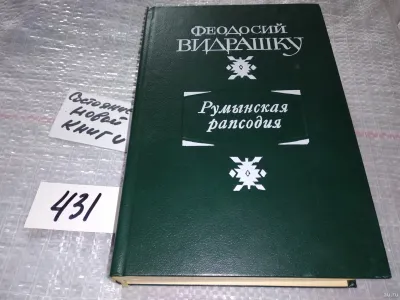 ФЕОДОСИЙ
ВИДРАШКУ
Румынская
рапсодия
Состояние
новой
книги
431